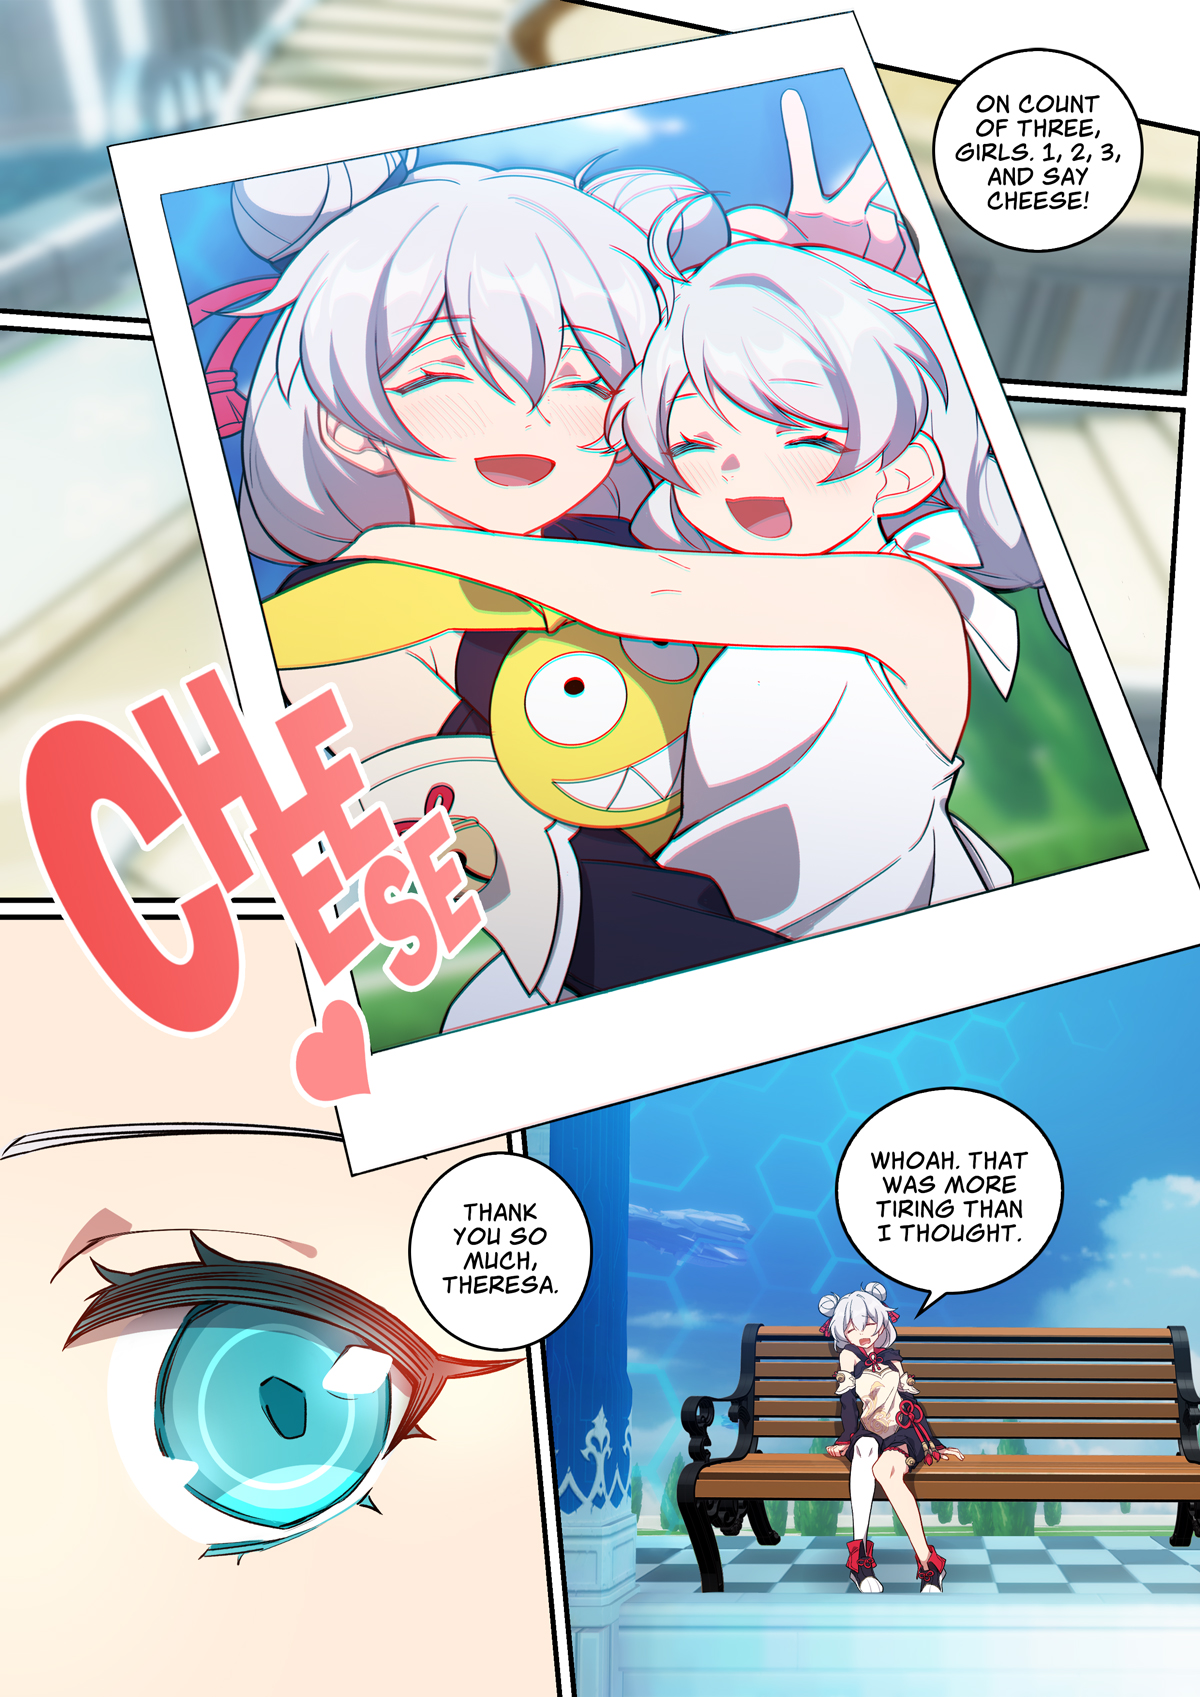 ON COUNT
OF THREE,
GIRLS. 1, 2, 3,
AND SAY
CHEESE!
CHEESE
THANK
YOU SO
MUCH,
THERESA.
WHOAH. THAT
WAS MORE
TIRING THAN
I THOUGHT.